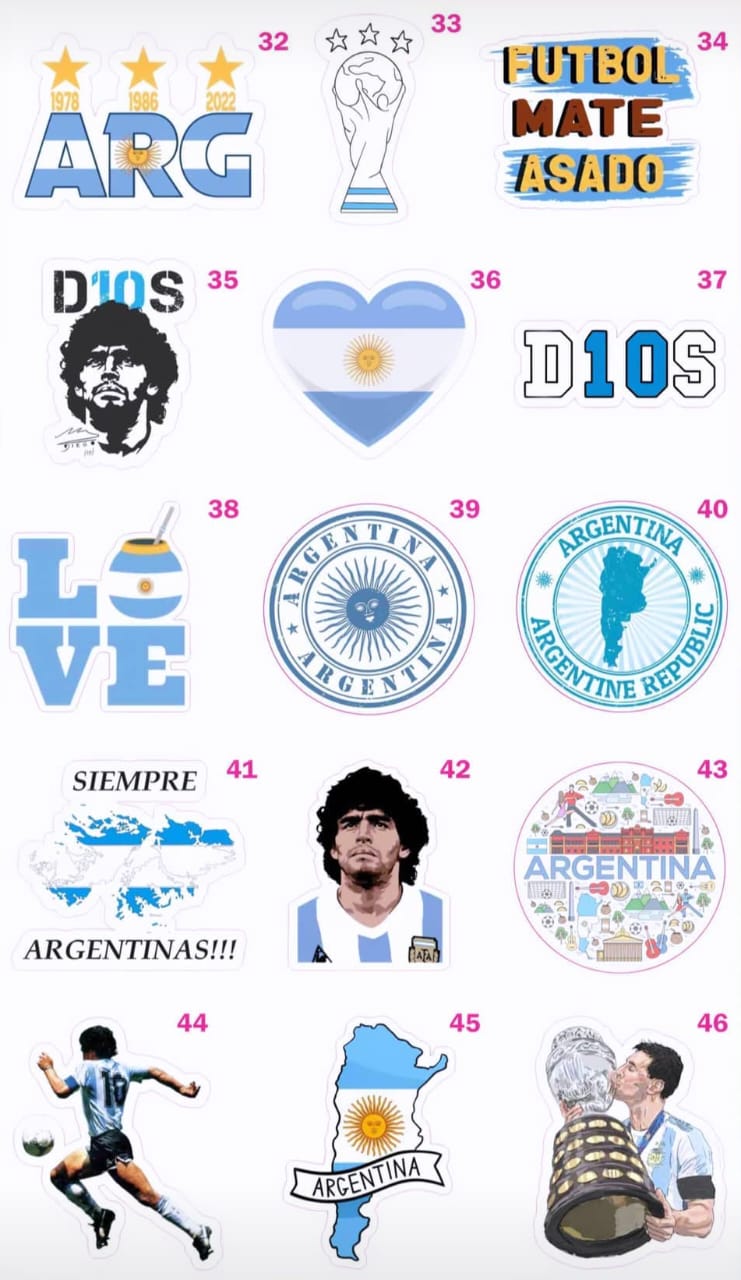 32
33
34
1978 1986 2022
ARG
FUTBOL
MATE
ASADO
35
36
37
D10S
DIEGO
D10S
38
39
40
LOVE
ARGENTINA
ARGENTINA
ARGENTINA
ARGENTINE REPUBLIC
41
42
43
SIEMPRE
ARGENTINAS!!!
AFA
ARGENTINA
44
45
46
10
ARGENTINA